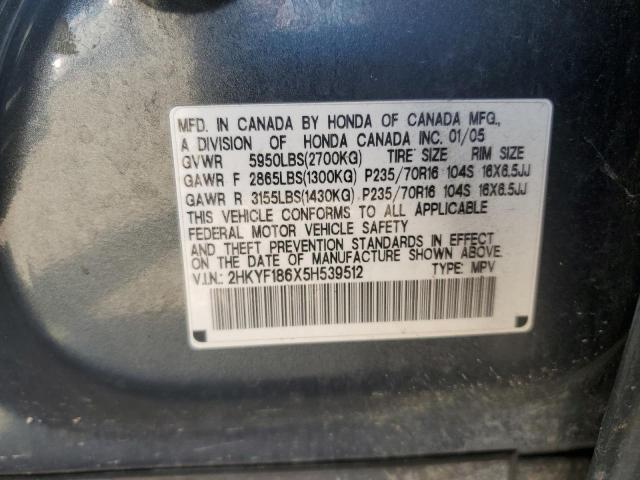 MFD. IN CANADA BY HONDA OF CANADA MFG.,
A DIVISION OF HONDA CANADA INC. 01/05
GVWR 5950LBS(2700KG) TIRE SIZE RIM SIZE
GAWR F 2865LBS(1300KG) P235/70R16 104S 16X6.5JJ
GAWR R 3155LBS(1430KG) P235/70R16 104S 16X6.5JJ
THIS VEHICLE CONFORMS TO ALL APPLICABLE
FEDERAL MOTOR VEHICLE SAFETY
AND THEFT PREVENTION STANDARDS IN EFFECT
ON THE DATE OF MANUFACTURE SHOWN ABOVE.
V.I.N.: 2HKYF186X5H539512 TYPE: MPV